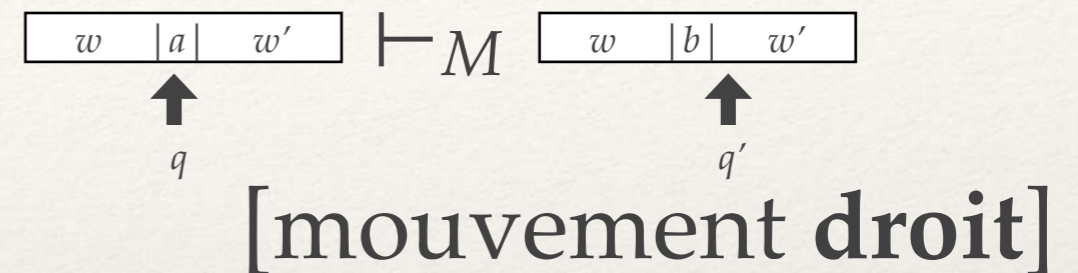 w |a| w′ ⊢M w |b| w′
q q′
[mouvement droit]